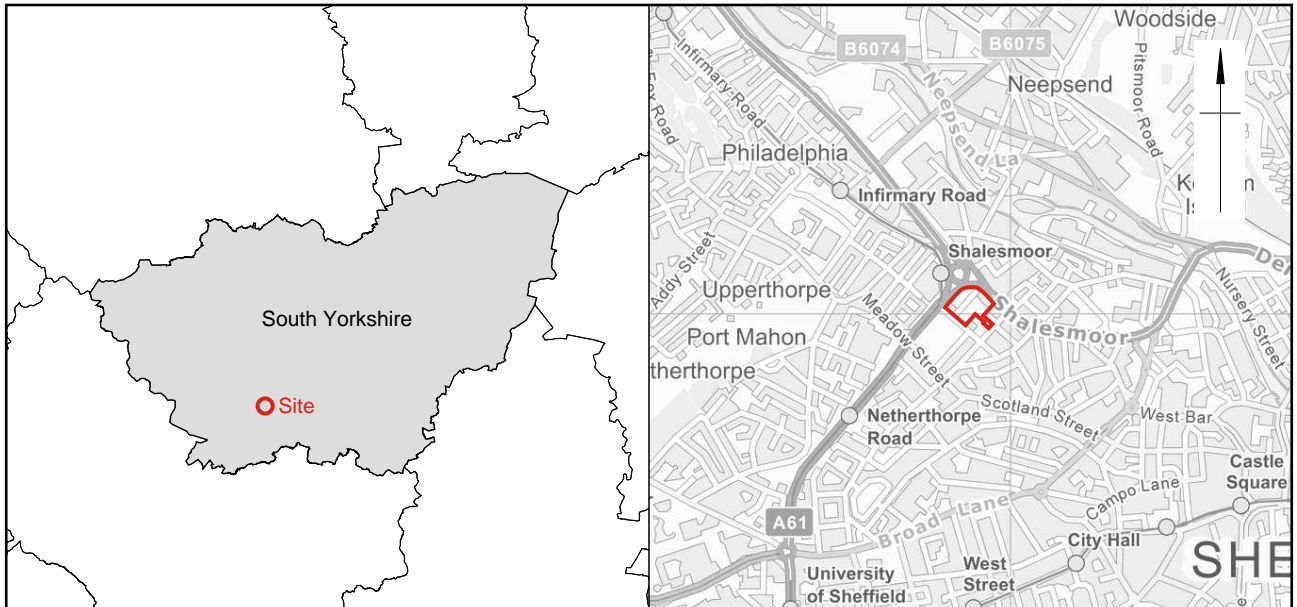 South Yorkshire
Site
Woodside
B6074
B6075
Infirmary Road
Neepsend
Pitsmoor Road
Road
Neepsend La
Philadelphia
Infirmary Road
Shalesmoor
Addy Street
Upperthorpe
Meadow Street
Shalesmoor
Nursery Street
Port Mahon
therthorpe
Scotland Street
West Bar
Netherthorpe
Road
Castle
Square
Campo Lane
A61
Broad Lane
City Hall
SHE
West
Street
University
of Sheffield